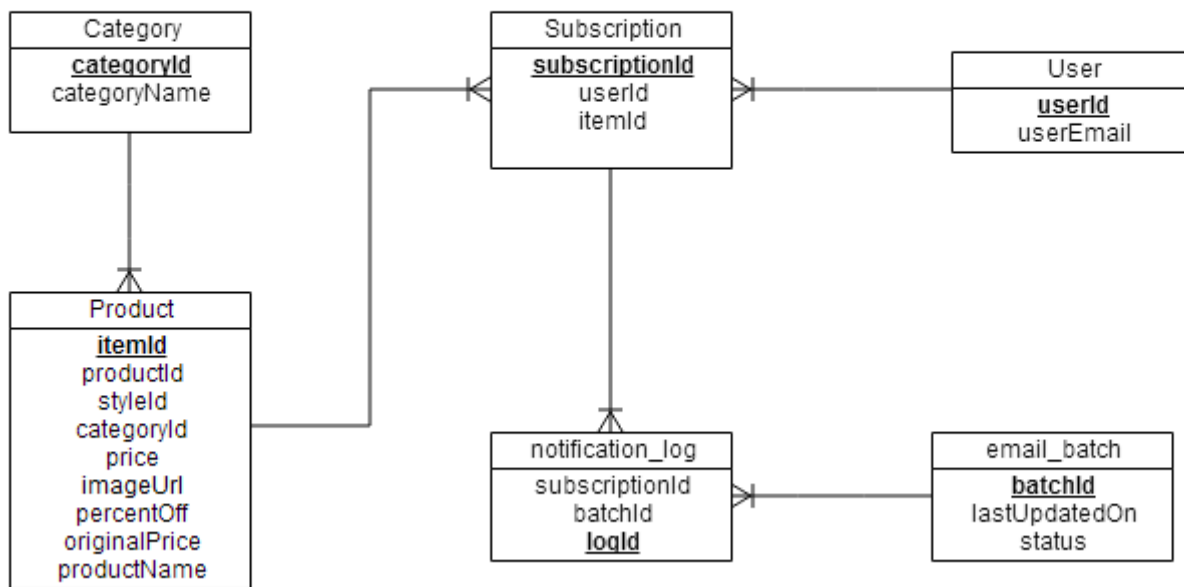 Category
categoryId
categoryName
Subscription
subscriptionId
userId
itemId
User
userId
userEmail
Product
itemId
productId
styleId
categoryId
price
imageUrl
percentOff
originalPrice
productName
notification_log
subscriptionId
batchId
logId
email_batch
batchId
lastUpdatedOn
status